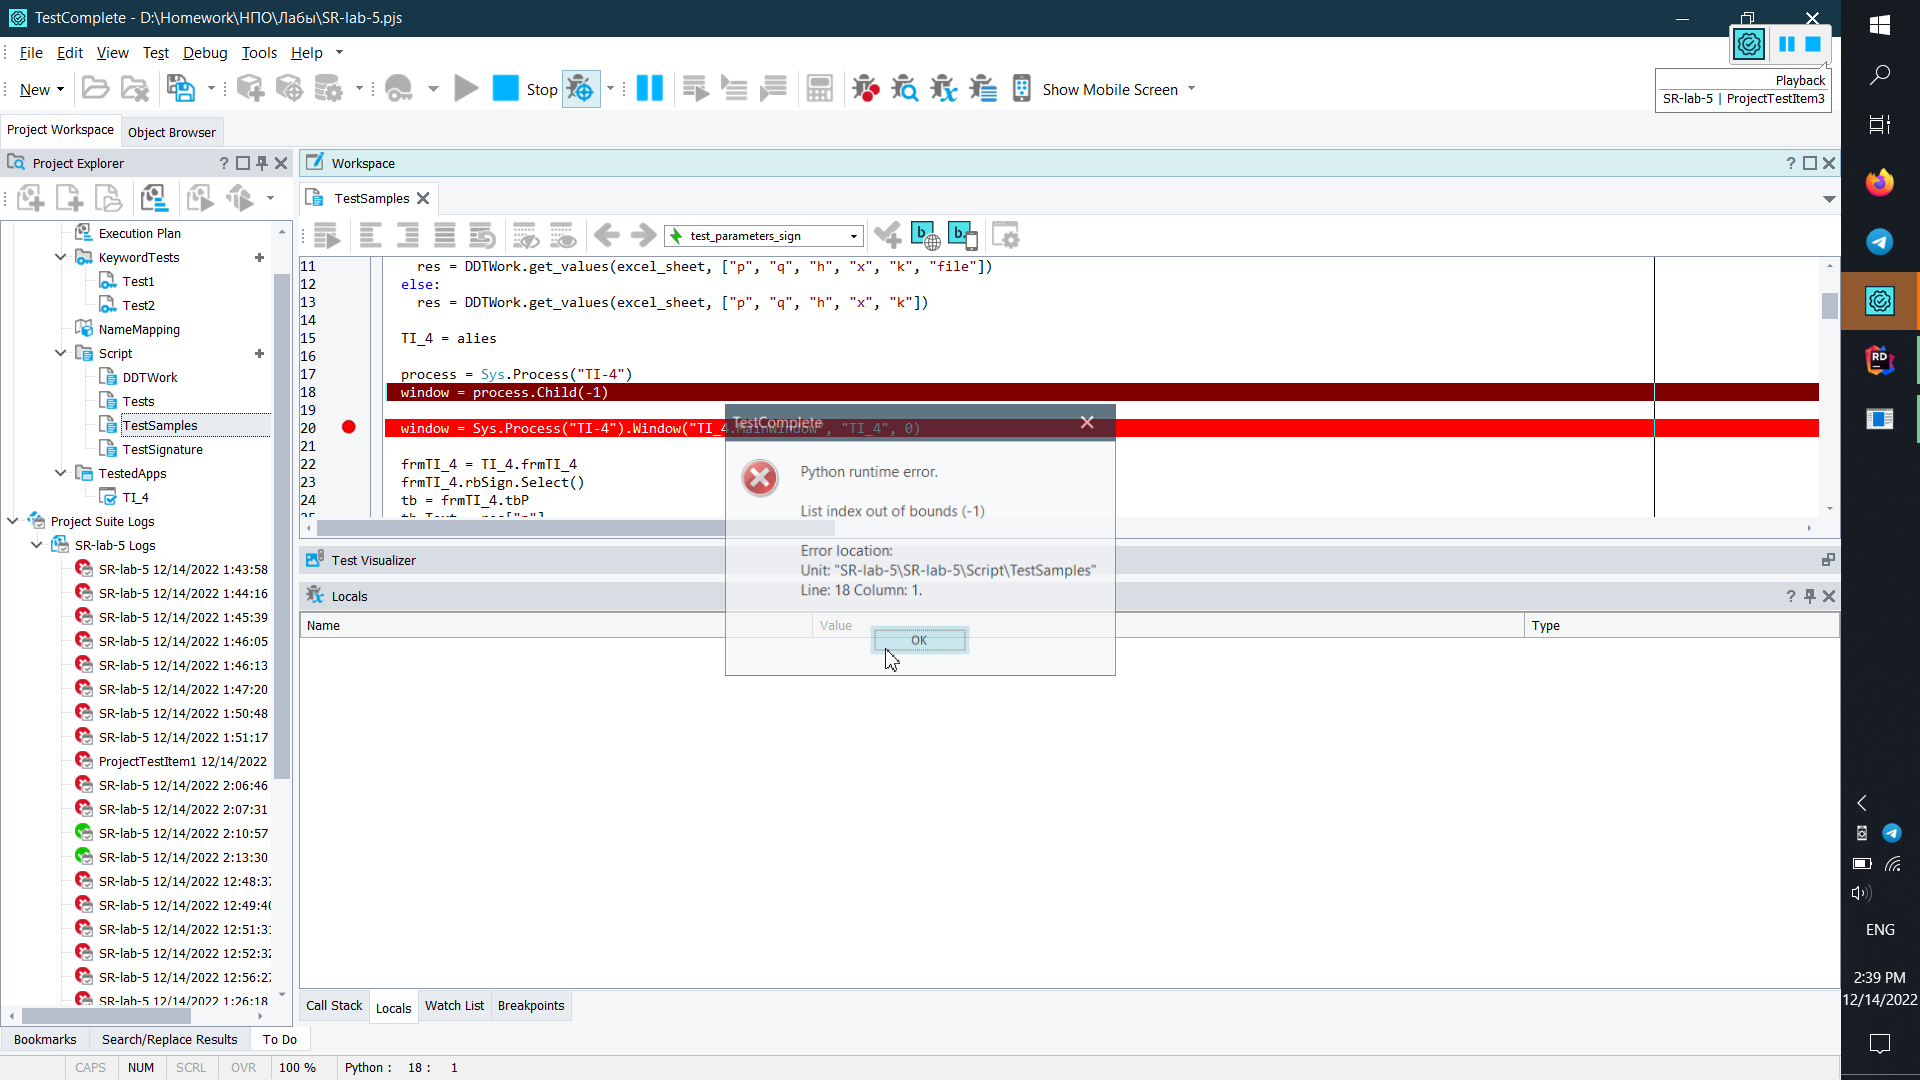 TestComplete - D:\Homework\НПО\Лабы\SR-lab-5.pjs
File Edit View Test Debug Tools Help
New Stop Show Mobile Screen
Playback
SR-lab-5 | ProjectTestItem3
Project Workspace Object Browser
Project Explorer
Execution Plan
KeywordTests
Test1
Test2
NameMapping
Script
DDTWork
Tests
TestSamples
TestSignature
TestedApps
TI_4
Project Suite Logs
SR-lab-5 Logs
SR-lab-5 12/14/2022 1:43:58
SR-lab-5 12/14/2022 1:44:16
SR-lab-5 12/14/2022 1:45:39
SR-lab-5 12/14/2022 1:46:05
SR-lab-5 12/14/2022 1:46:13
SR-lab-5 12/14/2022 1:47:20
SR-lab-5 12/14/2022 1:50:48
SR-lab-5 12/14/2022 1:51:17
ProjectTestItem1 12/14/2022
SR-lab-5 12/14/2022 2:06:46
SR-lab-5 12/14/2022 2:07:31
SR-lab-5 12/14/2022 2:10:57
SR-lab-5 12/14/2022 2:13:30
SR-lab-5 12/14/2022 12:48:37
SR-lab-5 12/14/2022 12:49:40
SR-lab-5 12/14/2022 12:51:31
SR-lab-5 12/14/2022 12:52:32
SR-lab-5 12/14/2022 12:56:27
SR-lab-5 12/14/2022 1:26:18
Workspace
TestSamples
test_parameters_sign
11 res = DDTWork.get_values(excel_sheet, ["p", "q", "h", "x", "k", "file"])
12 else:
13 res = DDTWork.get_values(excel_sheet, ["p", "q", "h", "x", "k"])
14
15 TI_4 = alies
16
17 process = Sys.Process("TI-4")
18 window = process.Child(-1)
19
20 window = Sys.Process("TI-4").Window("TI_4.MainWindow", "TI_4", 0)
21
22 frmTI_4 = TI_4.frmTI_4
23 frmTI_4.rbSign.Select()
24 tb = frmTI_4.tbP
TestComplete
Python runtime error.
List index out of bounds (-1)
Error location:
Unit: "SR-lab-5\SR-lab-5\Script\TestSamples"
Line: 18 Column: 1.
OK
Test Visualizer
Locals
Name Value Type
Call Stack Locals Watch List Breakpoints
Bookmarks Search/Replace Results To Do
CAPS NUM SCRL OVR 100 % Python : 18 : 1
RD
ENG
2:39 PM
12/14/2022